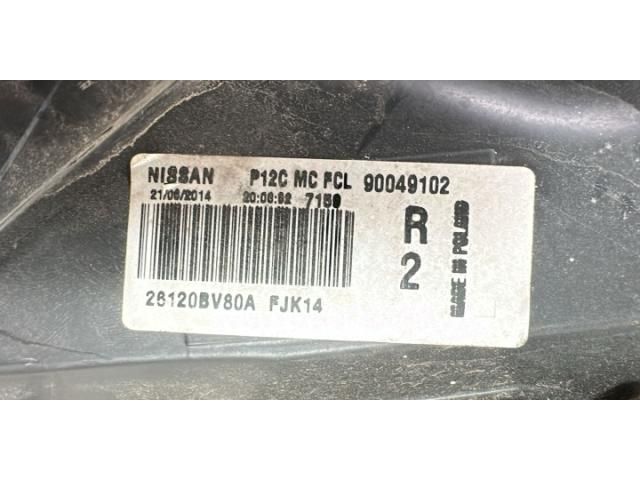 NISSAN P12C MC FCL 90049102
21/06/2014 20:06:52 7159
R
2
MADE IN POLAND
26120BV80A FJK14